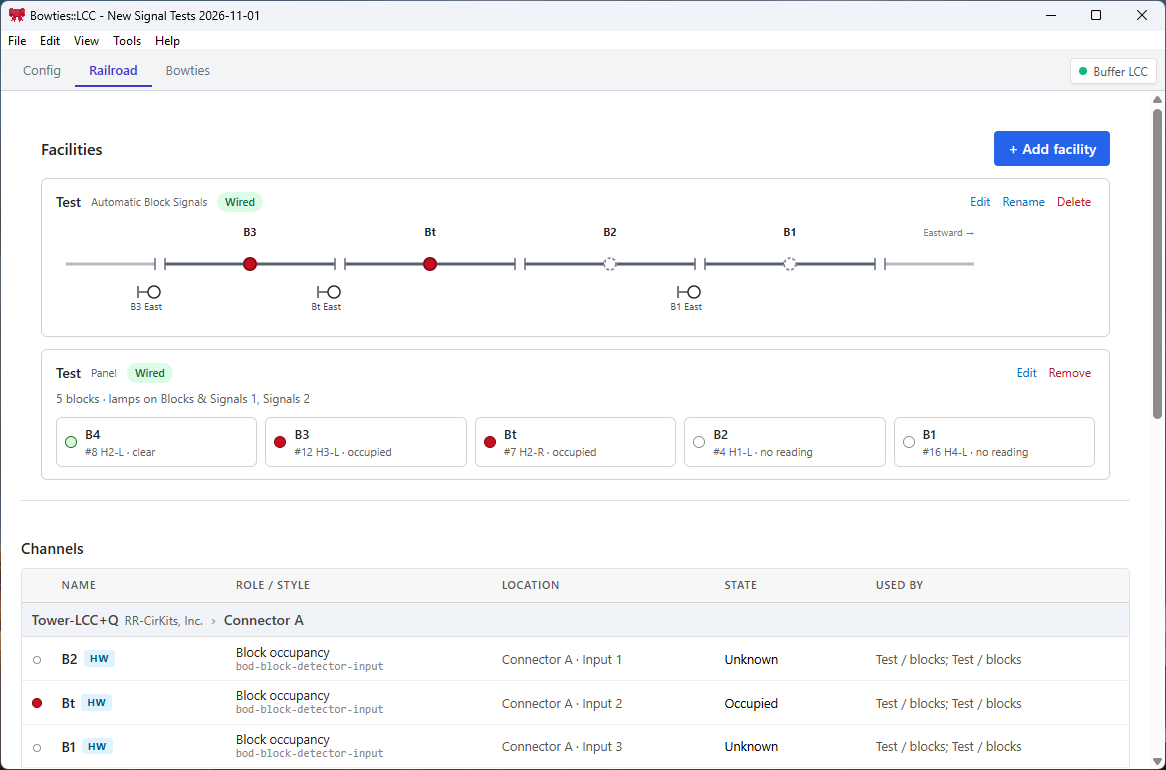 Bowties::LCC - New Signal Tests 2026-11-01
File Edit View Tools Help
Config Railroad Bowties Buffer LCC
Facilities + Add facility
Test Automatic Block Signals Wired Edit Rename Delete
B3 Bt B2 B1 Eastward →
B3 East Bt East B1 East
Test Panel Wired Edit Remove
5 blocks · lamps on Blocks & Signals 1, Signals 2
B4 B3 Bt B2 B1
#8 H2-L · clear #12 H3-L · occupied #7 H2-R · occupied #4 H1-L · no reading #16 H4-L · no reading
Channels
NAME ROLE / STYLE LOCATION STATE USED BY
Tower-LCC+Q RR-CirKits, Inc. › Connector A
B2 HW Block occupancy Connector A · Input 1 Unknown Test / blocks; Test / blocks
bod-block-detector-input
Bt HW Block occupancy Connector A · Input 2 Occupied Test / blocks; Test / blocks
bod-block-detector-input
B1 HW Block occupancy Connector A · Input 3 Unknown Test / blocks; Test / blocks
bod-block-detector-input